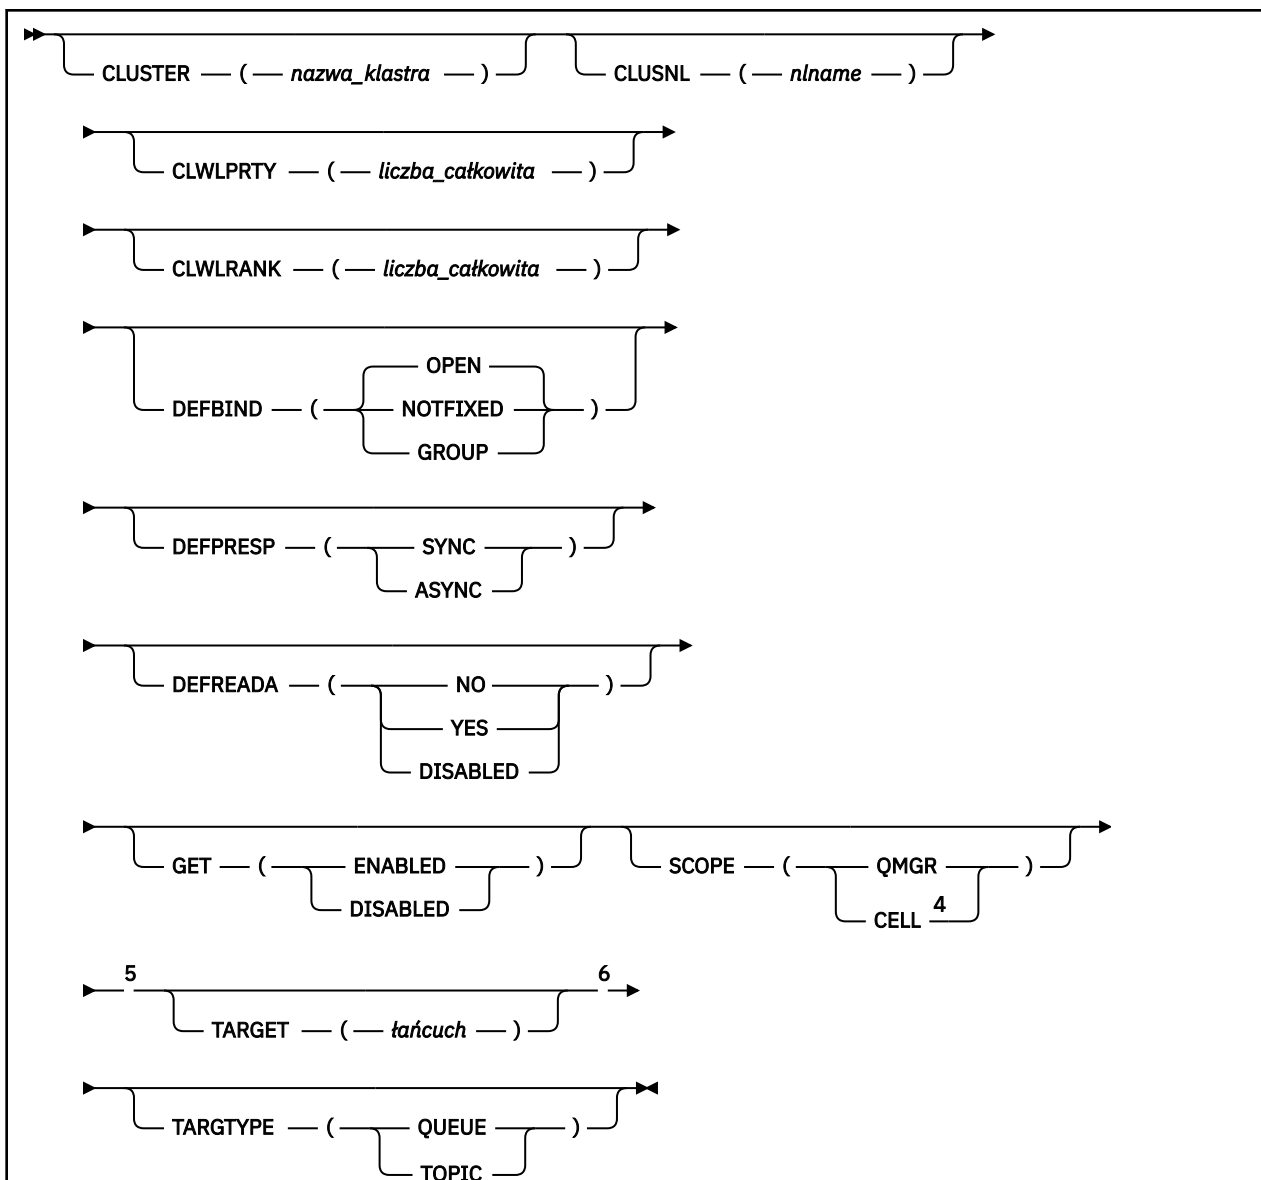 CLUSTER ( nazwa_klastra ) CLUSNL ( nlname )
CLWLPRTY ( liczba_całkowita )
CLWLRANK ( liczba_całkowita )
OPEN
DEFBIND ( NOTFIXED )
GROUP
DEFPRESP ( SYNC )
ASYNC
DEFREADA ( NO )
YES
DISABLED
GET ( ENABLED ) SCOPE ( QMGR )
DISABLED CELL 4
5 6
TARGET ( łańcuch )
TARGTYPE ( QUEUE )
TOPIC